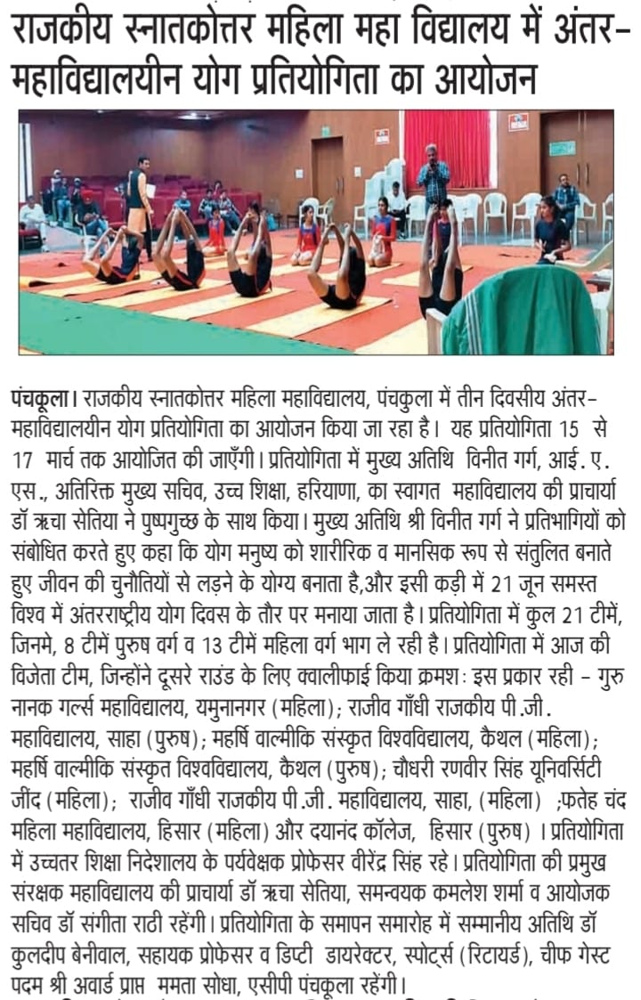 राजकीय स्नातकोत्तर महिला महा विद्यालय में अंतर-
महाविद्यालयीन योग प्रतियोगिता का आयोजन
पंचकूला। राजकीय स्नातकोत्तर महिला महाविद्यालय, पंचकुला में तीन दिवसीय अंतर-
महाविद्यालयीन योग प्रतियोगिता का आयोजन किया जा रहा है। यह प्रतियोगिता 15 से
17 मार्च तक आयोजित की जाएँगी। प्रतियोगिता में मुख्य अतिथि विनीत गर्ग, आई. ए.
एस., अतिरिक्त मुख्य सचिव, उच्च शिक्षा, हरियाणा, का स्वागत महाविद्यालय की प्राचार्या
डॉ ऋचा सेतिया ने पुष्पगुच्छ के साथ किया। मुख्य अतिथि श्री विनीत गर्ग ने प्रतिभागियों को
संबोधित करते हुए कहा कि योग मनुष्य को शारीरिक व मानसिक रूप से संतुलित बनाते
हुए जीवन की चुनौतियों से लड़ने के योग्य बनाता है,और इसी कड़ी में 21 जून समस्त
विश्व में अंतरराष्ट्रीय योग दिवस के तौर पर मनाया जाता है। प्रतियोगिता में कुल 21 टीमें,
जिनमे, 8 टीमें पुरुष वर्ग व 13 टीमें महिला वर्ग भाग ले रही है। प्रतियोगिता में आज की
विजेता टीम, जिन्होंने दूसरे राउंड के लिए क्वालीफाई किया क्रमशः इस प्रकार रही - गुरु
नानक गर्ल्स महाविद्यालय, यमुनानगर (महिला); राजीव गाँधी राजकीय पी.जी.
महाविद्यालय, साहा (पुरुष); महर्षि वाल्मीकि संस्कृत विश्वविद्यालय, कैथल (महिला);
महर्षि वाल्मीकि संस्कृत विश्वविद्यालय, कैथल (पुरुष); चौधरी रणवीर सिंह यूनिवर्सिटी
जींद (महिला); राजीव गाँधी राजकीय पी.जी. महाविद्यालय, साहा, (महिला) ;फतेह चंद
महिला महाविद्यालय, हिसार (महिला) और दयानंद कॉलेज, हिसार (पुरुष) । प्रतियोगिता
में उच्चतर शिक्षा निदेशालय के पर्यवेक्षक प्रोफेसर वीरेंद्र सिंह रहे। प्रतियोगिता की प्रमुख
संरक्षक महाविद्यालय की प्राचार्या डॉ ऋचा सेतिया, समन्वयक कमलेश शर्मा व आयोजक
सचिव डॉ संगीता राठी रहेंगी। प्रतियोगिता के समापन समारोह में सम्मानीय अतिथि डॉ
कुलदीप बेनीवाल, सहायक प्रोफेसर व डिप्टी डायरेक्टर, स्पोर्ट्स (रिटायर्ड), चीफ गेस्ट
पदम श्री अवार्ड प्राप्त ममता सोधा, एसीपी पंचकूला रहेंगी।